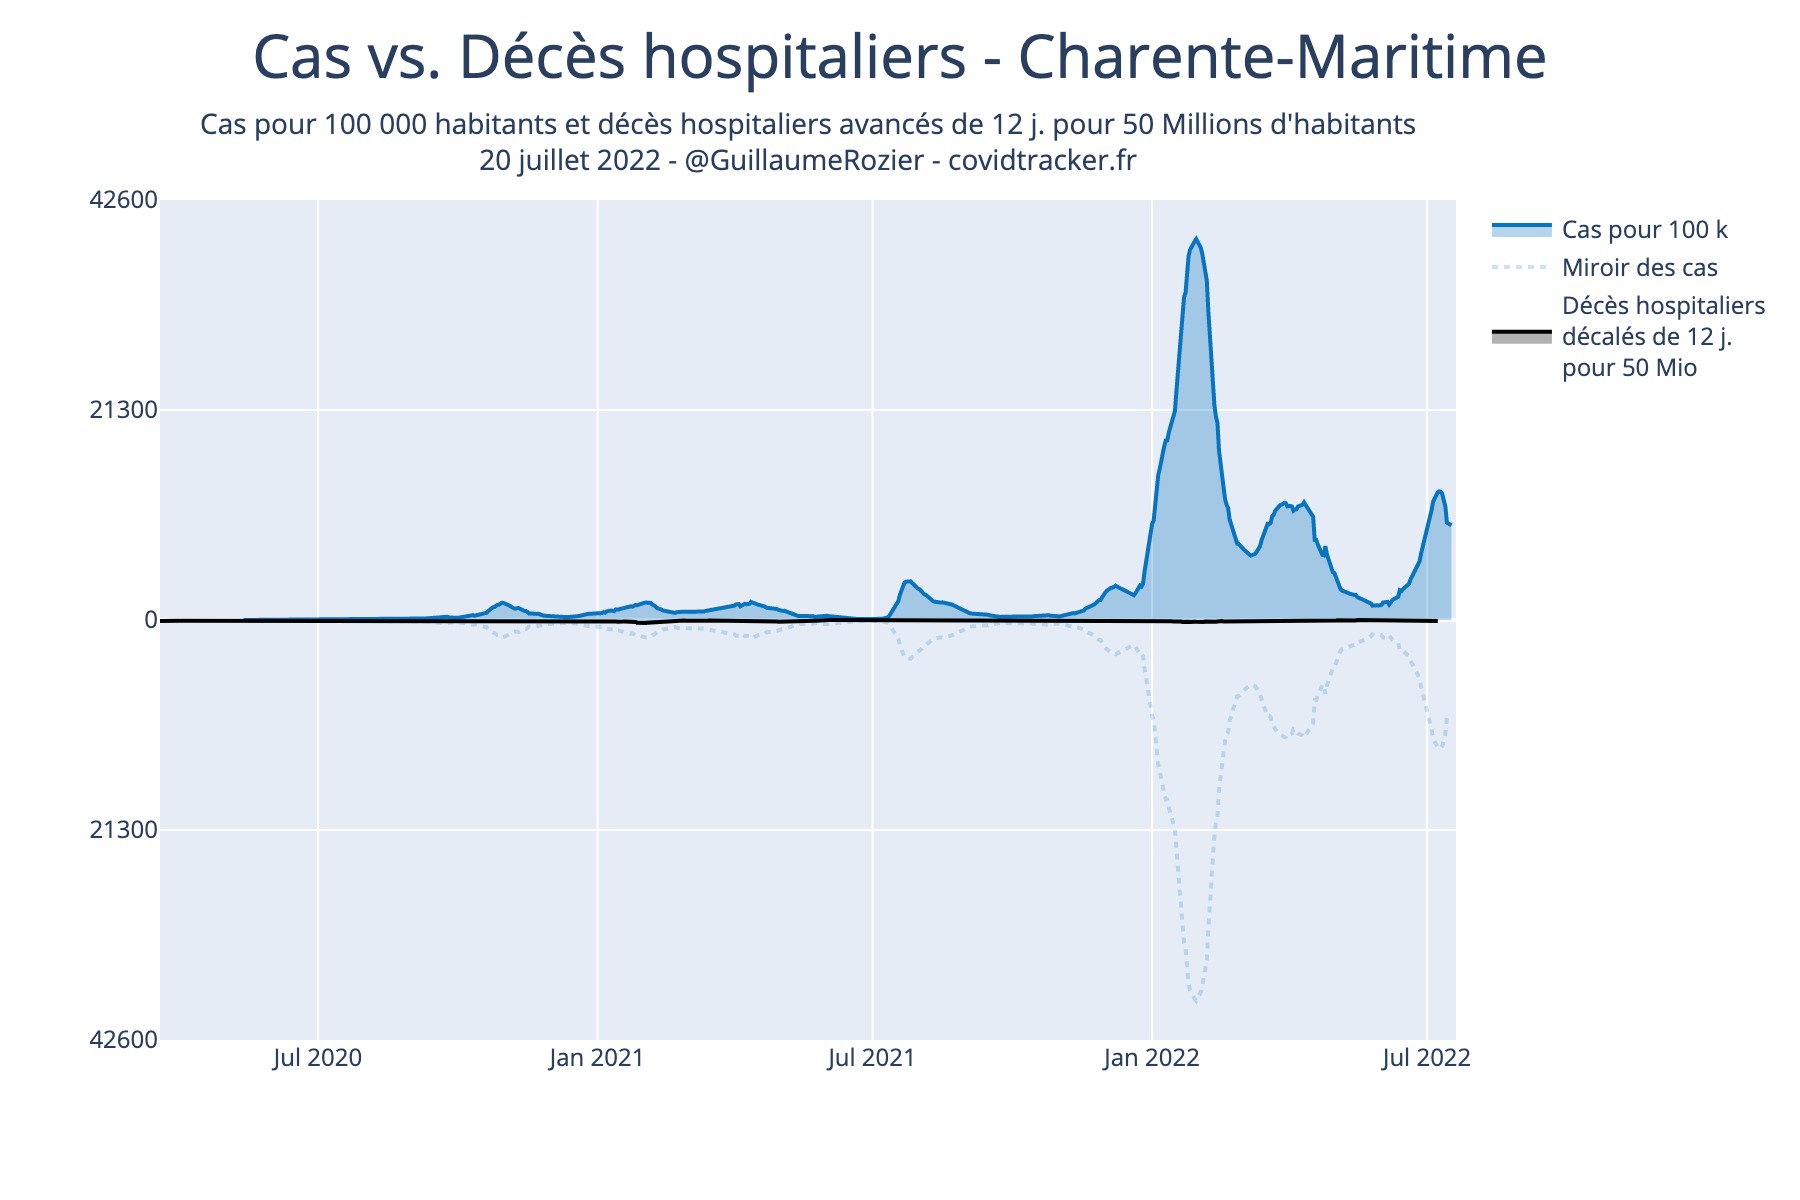 Cas vs. Décès hospitaliers - Charente-Maritime
Cas pour 100 000 habitants et décès hospitaliers avancés de 12 j. pour 50 Millions d'habitants
20 juillet 2022 - @GuillaumeRozier - covidtracker.fr
42600
21300
0
21300
42600
Jul 2020
Jan 2021
Jul 2021
Jan 2022
Jul 2022
Cas pour 100 k
Miroir des cas
Décès hospitaliers
décalés de 12 j.
pour 50 Mio